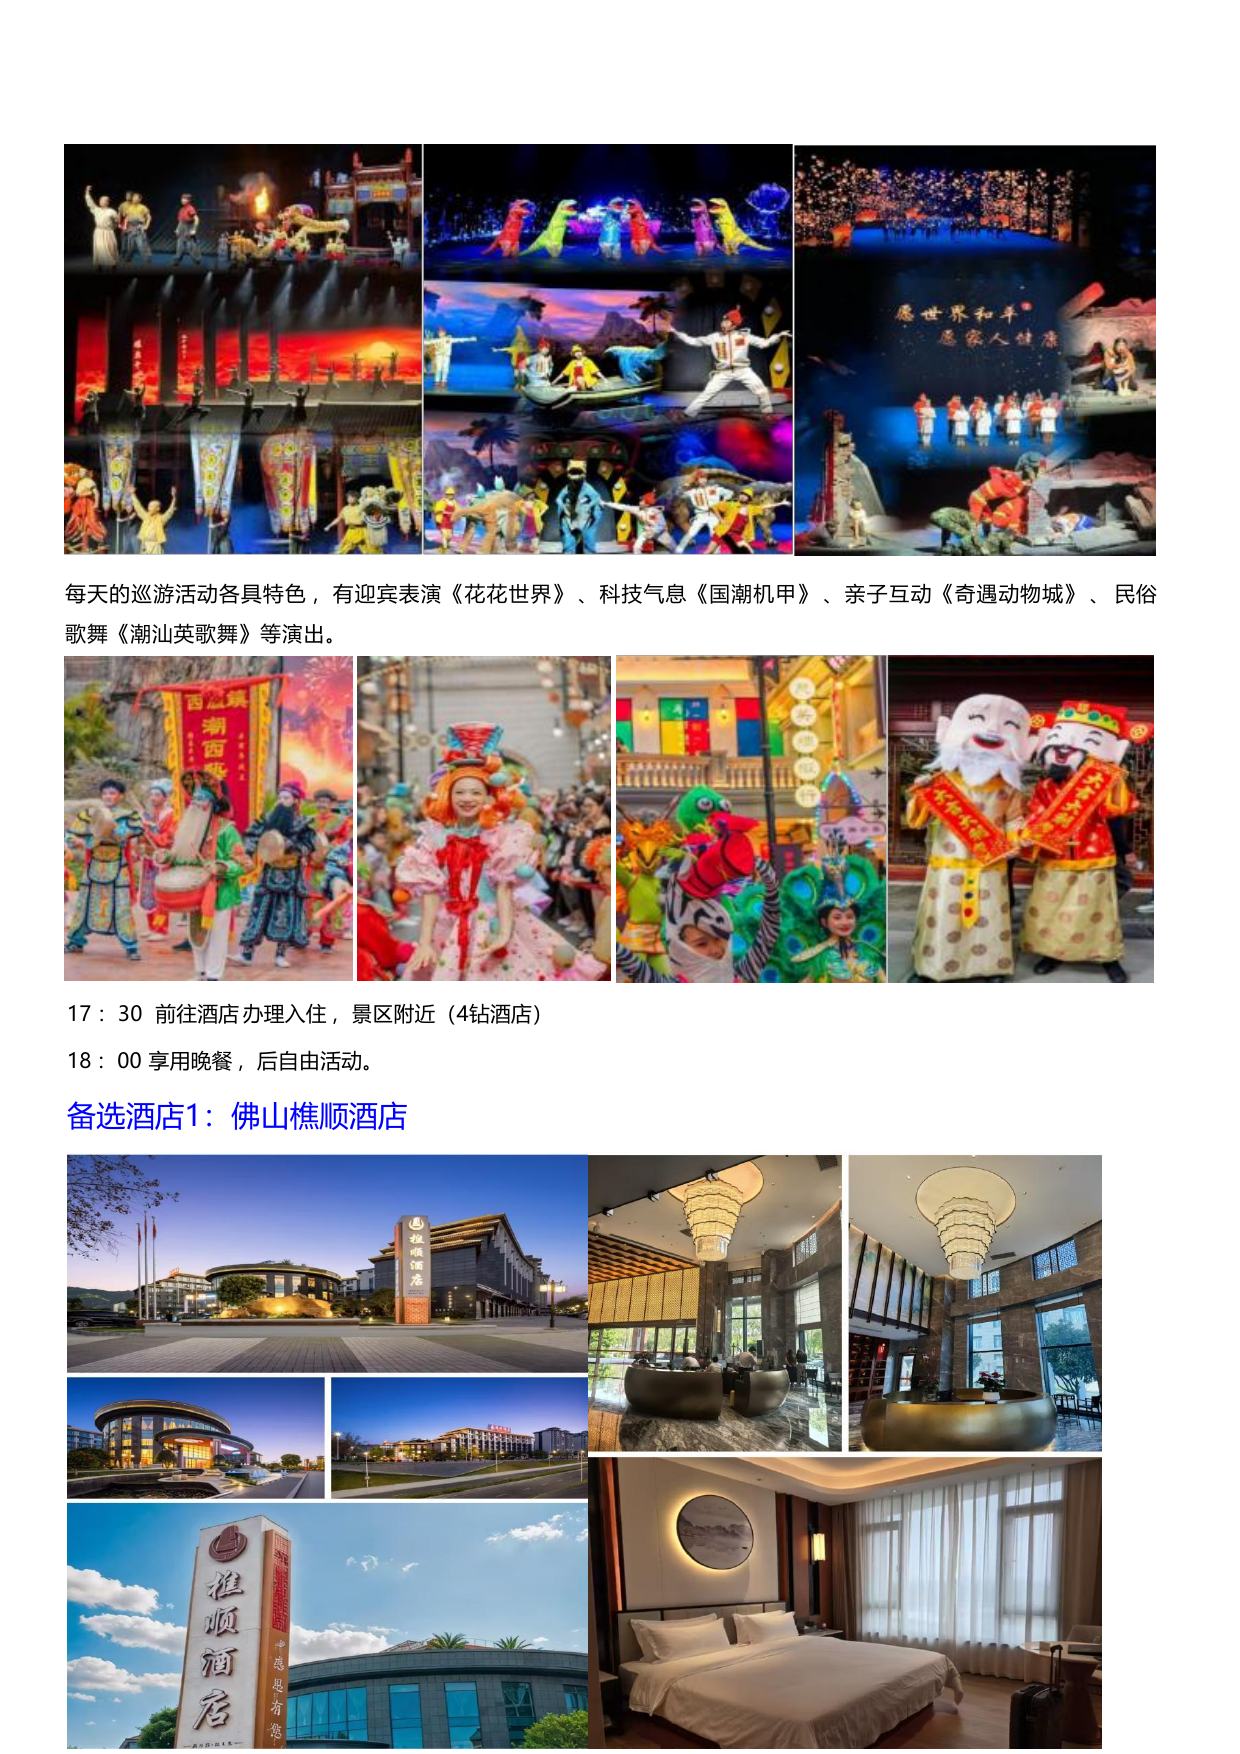 愿世界和平
愿家人健康
每天的巡游活动各具特色，有迎宾表演《花花世界》、科技气息《国潮机甲》、亲子互动《奇遇动物城》、 民俗
歌舞《潮汕英歌舞》等演出。
17：30 前往酒店办理入住，景区附近（4钻酒店）
18：00 享用晚餐，后自由活动。
备选酒店1：佛山樵顺酒店
樵顺酒店
樵顺酒店